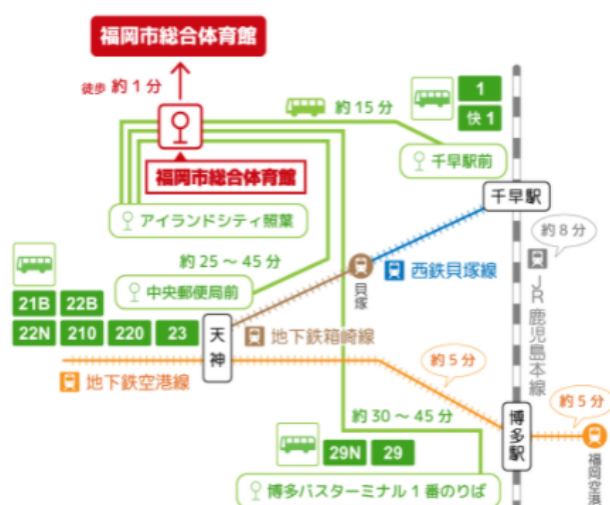 福岡市総合体育館
徒歩 約1分
約15分
1
快1
福岡市総合体育館
千早駅前
千早駅
アイランドシティ照葉
約8分
約25～45分
西鉄貝塚線
貝塚
JR鹿児島本線
中央郵便局前
21B 22B
22N 210 220 23
天神
地下鉄箱崎線
地下鉄空港線
約5分
約5分
約30～45分
博多駅
福岡空港
29N 29
博多バスターミナル1番のりば